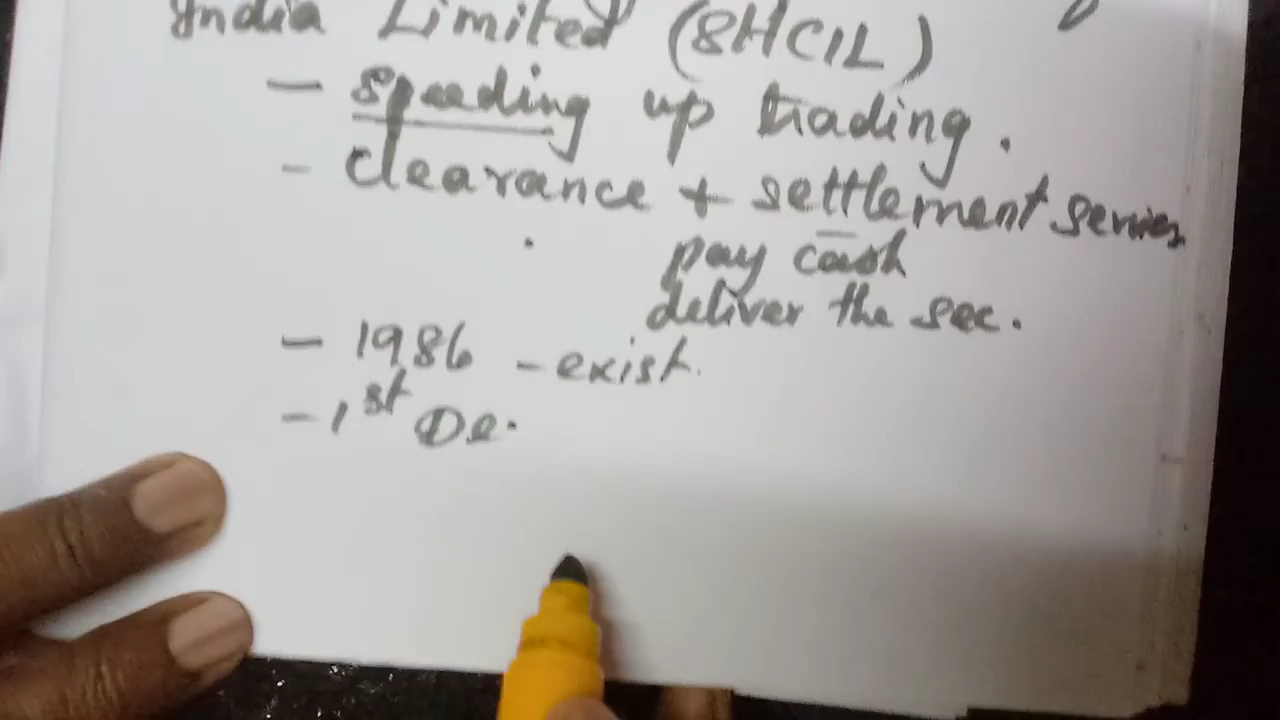 India Limited (SHCIL)
- speeding up trading.
- clearance + settlement services
pay cash
deliver the sec.
- 1986 - exist.
- 1st De.